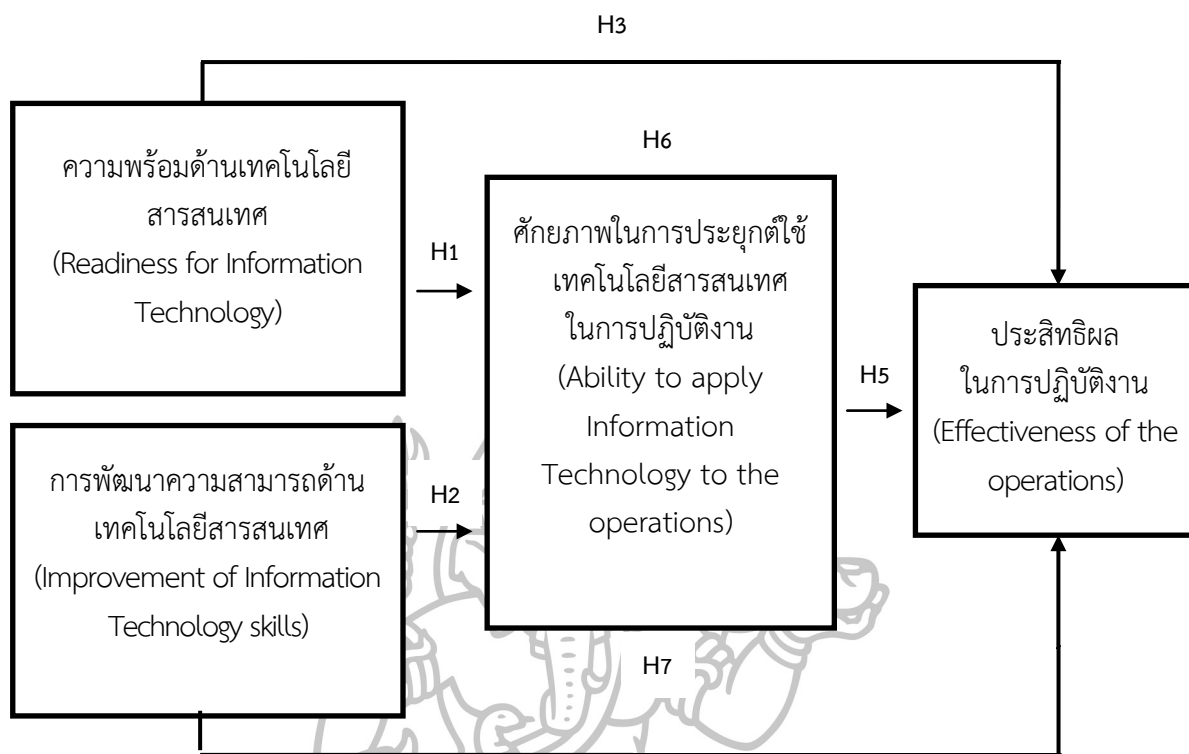 H3
ความพร้อมด้านเทคโนโลยี
สารสนเทศ
(Readiness for Information
Technology)
H1
H6
ศักยภาพในการประยุกต์ใช้
เทคโนโลยีสารสนเทศ
ในการปฏิบัติงาน
(Ability to apply
Information
Technology to the
operations)
H5
ประสิทธิผล
ในการปฏิบัติงาน
(Effectiveness of the
operations)
การพัฒนาความสามารถด้าน
เทคโนโลยีสารสนเทศ
(Improvement of Information
Technology skills)
H2
H7